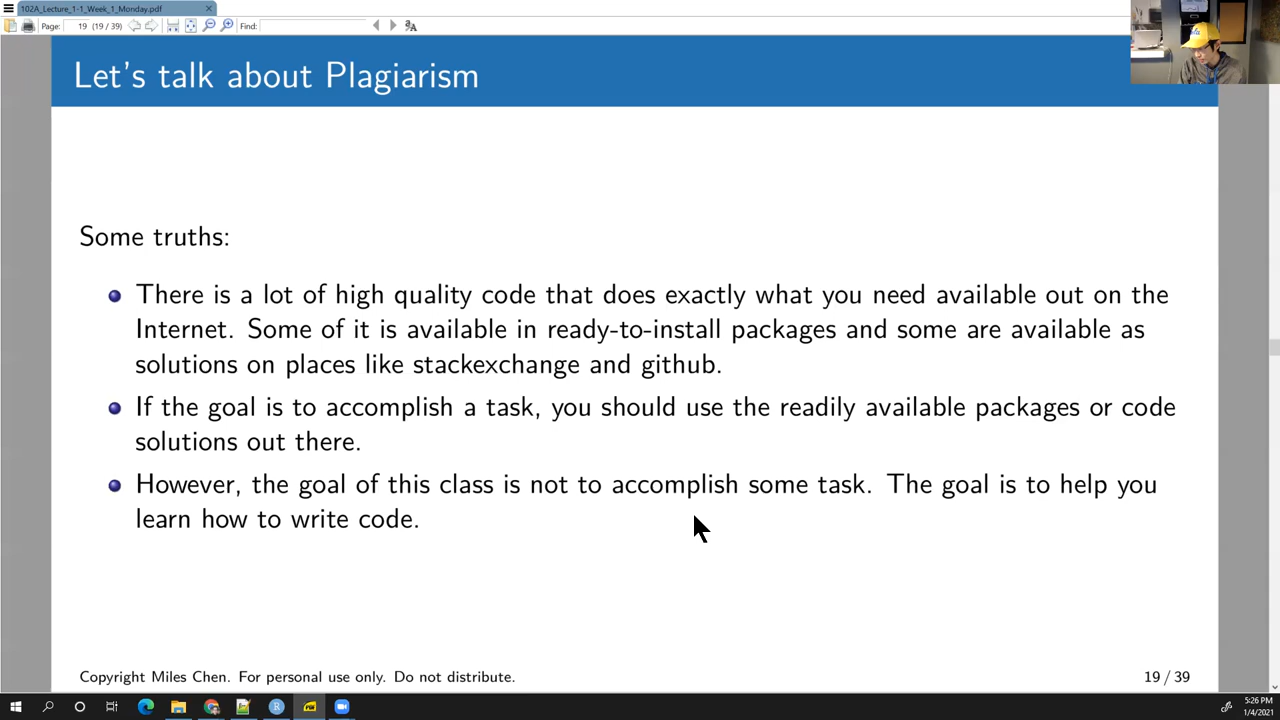 102A_Lecture_1-1_Week_1_Monday.pdf
Page: 19 (19 / 39) Find:
Let's talk about Plagiarism
Some truths:
There is a lot of high quality code that does exactly what you need available out on the
Internet. Some of it is available in ready-to-install packages and some are available as
solutions on places like stackexchange and github.
If the goal is to accomplish a task, you should use the readily available packages or code
solutions out there.
However, the goal of this class is not to accomplish some task. The goal is to help you
learn how to write code.
Copyright Miles Chen. For personal use only. Do not distribute. 19 / 39
5:26 PM
1/4/2021